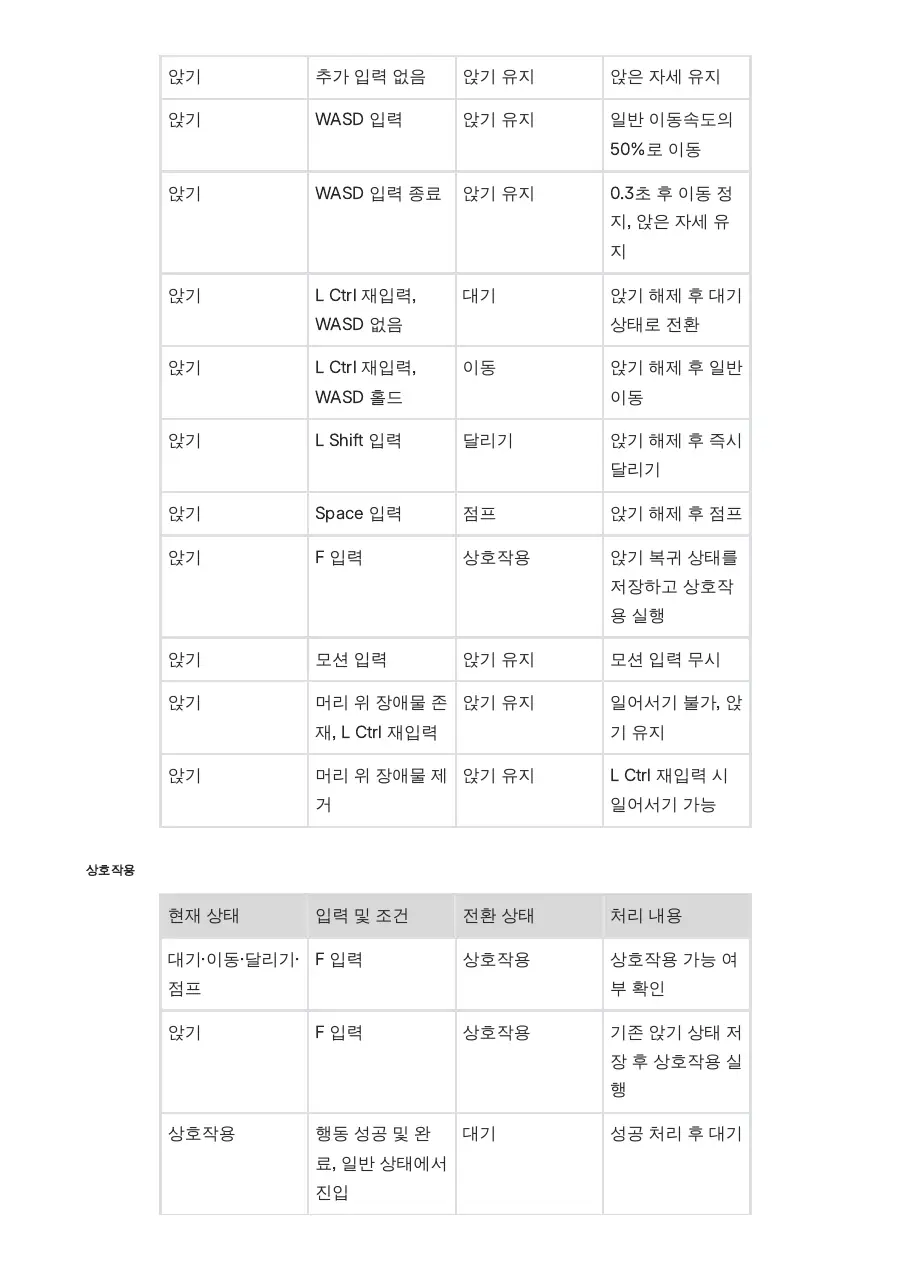 앉기 추가 입력 없음 앉기 유지 앉은 자세 유지
앉기 WASD 입력 앉기 유지 일반 이동속도의
50%로 이동
앉기 WASD 입력 종료 앉기 유지 0.3초 후 이동 정
지, 앉은 자세 유
지
앉기 L Ctrl 재입력, 대기 앉기 해제 후 대기
WASD 없음 상태로 전환
앉기 L Ctrl 재입력, 이동 앉기 해제 후 일반
WASD 홀드 이동
앉기 L Shift 입력 달리기 앉기 해제 후 즉시
달리기
앉기 Space 입력 점프 앉기 해제 후 점프
앉기 F 입력 상호작용 앉기 복귀 상태를
저장하고 상호작
용 실행
앉기 모션 입력 앉기 유지 모션 입력 무시
앉기 머리 위 장애물 존 앉기 유지 일어서기 불가, 앉
재, L Ctrl 재입력 기 유지
앉기 머리 위 장애물 제 앉기 유지 L Ctrl 재입력 시
거 일어서기 가능
상호작용
현재 상태 입력 및 조건 전환 상태 처리 내용
대기·이동·달리기· F 입력 상호작용 상호작용 가능 여
점프 부 확인
앉기 F 입력 상호작용 기존 앉기 상태 저
장 후 상호작용 실
행
상호작용 행동 성공 및 완 대기 성공 처리 후 대기
료, 일반 상태에서
진입